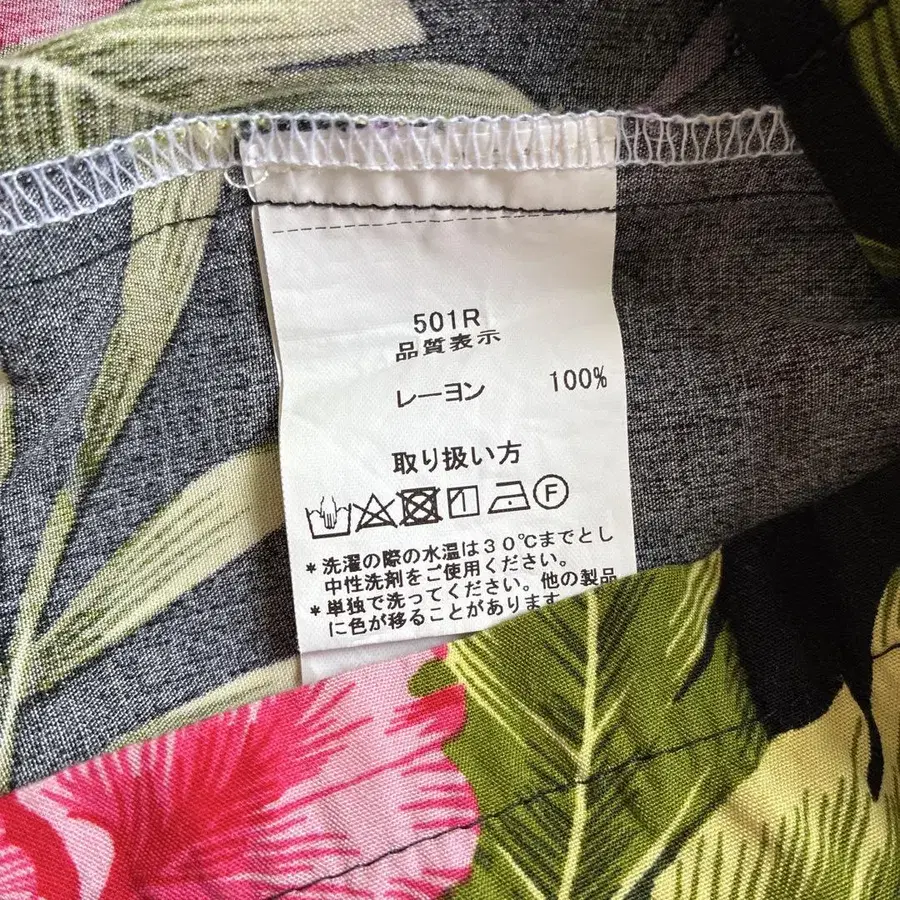 501R
品質表示
レーヨン 100%
取り扱い方
F
*洗濯の際の水温は30℃までとし
中性洗剤をご使用ください。
*単独で洗ってください。他の製品
に色が移ることがあります